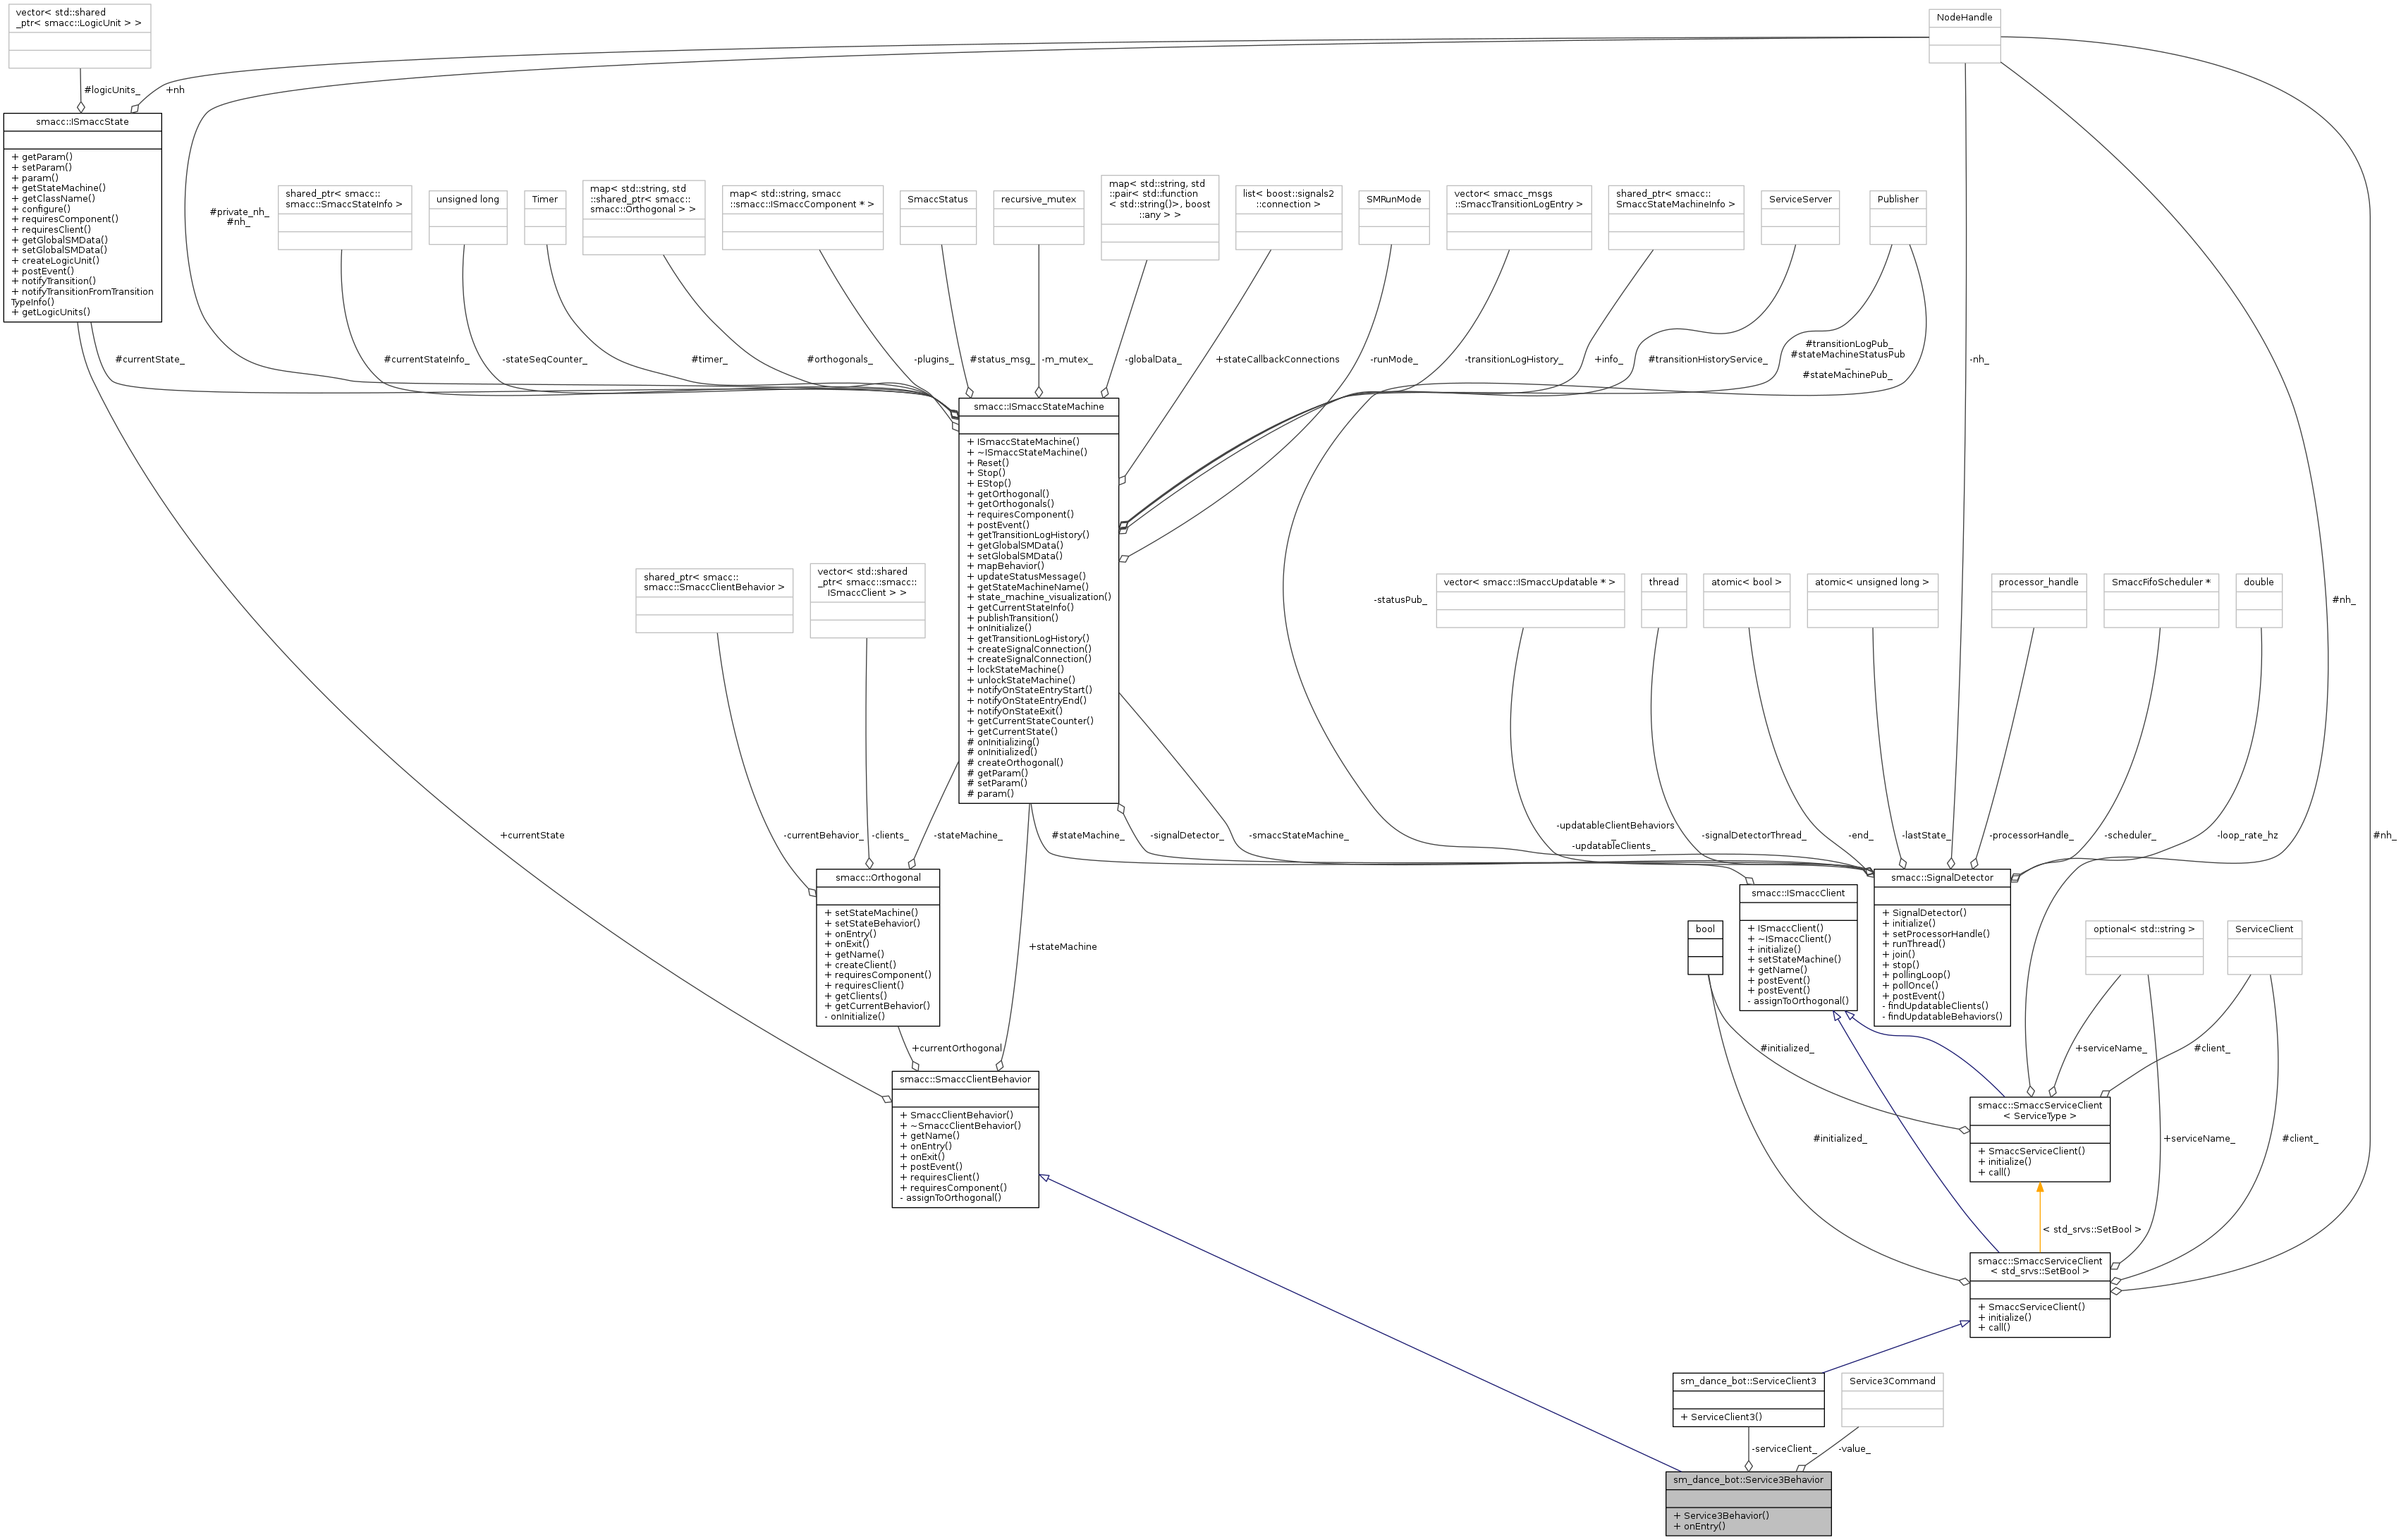 vector< std::shared
_ptr< smacc::LogicUnit > >
NodeHandle
#logicUnits_
+nh
smacc::ISmaccState
+ getParam()
+ setParam()
+ param()
+ getStateMachine()
+ getClassName()
+ configure()
+ requiresComponent()
+ requiresClient()
+ getGlobalSMData()
+ setGlobalSMData()
+ createLogicUnit()
+ postEvent()
+ notifyTransition()
+ notifyTransitionFromTransition
TypeInfo()
+ getLogicUnits()
#private_nh_
#nh_
shared_ptr< smacc::
smacc::SmaccStateInfo >
unsigned long
Timer
map< std::string, std
::shared_ptr< smacc::
smacc::Orthogonal > >
map< std::string, smacc
::smacc::ISmaccComponent * >
SmaccStatus
recursive_mutex
map< std::string, std
::pair< std::function
< std::string()>, boost
::any > >
list< boost::signals2
::connection >
SMRunMode
vector< smacc_msgs
::SmaccTransitionLogEntry >
shared_ptr< smacc::
SmaccStateMachineInfo >
ServiceServer
Publisher
#currentState_
#currentStateInfo_
-stateSeqCounter_
#timer_
#orthogonals_
-plugins_
#status_msg_
-m_mutex_
-globalData_
+stateCallbackConnections
-runMode_
-transitionLogHistory_
+info_
#transitionHistoryService_
#transitionLogPub_
#stateMachineStatusPub
_
#stateMachinePub_
-nh_
smacc::ISmaccStateMachine
+ ISmaccStateMachine()
+ ~ISmaccStateMachine()
+ Reset()
+ Stop()
+ EStop()
+ getOrthogonal()
+ getOrthogonals()
+ requiresComponent()
+ postEvent()
+ getTransitionLogHistory()
+ getGlobalSMData()
+ setGlobalSMData()
+ mapBehavior()
+ updateStatusMessage()
+ getStateMachineName()
+ state_machine_visualization()
+ getCurrentStateInfo()
+ publishTransition()
+ onInitialize()
+ getTransitionLogHistory()
+ createSignalConnection()
+ createSignalConnection()
+ lockStateMachine()
+ unlockStateMachine()
+ notifyOnStateEntryStart()
+ notifyOnStateEntryEnd()
+ notifyOnStateExit()
+ getCurrentStateCounter()
+ getCurrentState()
# onInitializing()
# onInitialized()
# createOrthogonal()
# getParam()
# setParam()
# param()
shared_ptr< smacc::
smacc::SmaccClientBehavior >
vector< std::shared
_ptr< smacc::smacc::
ISmaccClient > >
-statusPub_
vector< smacc::ISmaccUpdatable * >
thread
atomic< bool >
atomic< unsigned long >
processor_handle
SmaccFifoScheduler *
double
#nh_
+currentState
-currentBehavior_
-clients_
-stateMachine_
#stateMachine_
-signalDetector_
-smaccStateMachine_
-updatableClientBehaviors
_
-updatableClients_
-signalDetectorThread_
-end_
-lastState_
-processorHandle_
-scheduler_
-loop_rate_hz
#nh_
smacc::Orthogonal
+ setStateMachine()
+ setStateBehavior()
+ onEntry()
+ onExit()
+ getName()
+ createClient()
+ requiresComponent()
+ requiresClient()
+ getClients()
+ getCurrentBehavior()
- onInitialize()
+stateMachine
bool
smacc::ISmaccClient
+ ISmaccClient()
+ ~ISmaccClient()
+ initialize()
+ setStateMachine()
+ getName()
+ postEvent()
+ postEvent()
- assignToOrthogonal()
smacc::SignalDetector
+ SignalDetector()
+ initialize()
+ setProcessorHandle()
+ runThread()
+ join()
+ stop()
+ pollingLoop()
+ pollOnce()
+ postEvent()
- findUpdatableClients()
- findUpdatableBehaviors()
optional< std::string >
ServiceClient
+currentOrthogonal
#initialized_
+serviceName_
#client_
smacc::SmaccClientBehavior
+ SmaccClientBehavior()
+ ~SmaccClientBehavior()
+ getName()
+ onEntry()
+ onExit()
+ postEvent()
+ requiresClient()
+ requiresComponent()
- assignToOrthogonal()
smacc::SmaccServiceClient
< ServiceType >
+ SmaccServiceClient()
+ initialize()
+ call()
#initialized_
+serviceName_
#client_
< std_srvs::SetBool >
smacc::SmaccServiceClient
< std_srvs::SetBool >
+ SmaccServiceClient()
+ initialize()
+ call()
sm_dance_bot::ServiceClient3
+ ServiceClient3()
Service3Command
-serviceClient_
-value_
sm_dance_bot::Service3Behavior
+ Service3Behavior()
+ onEntry()